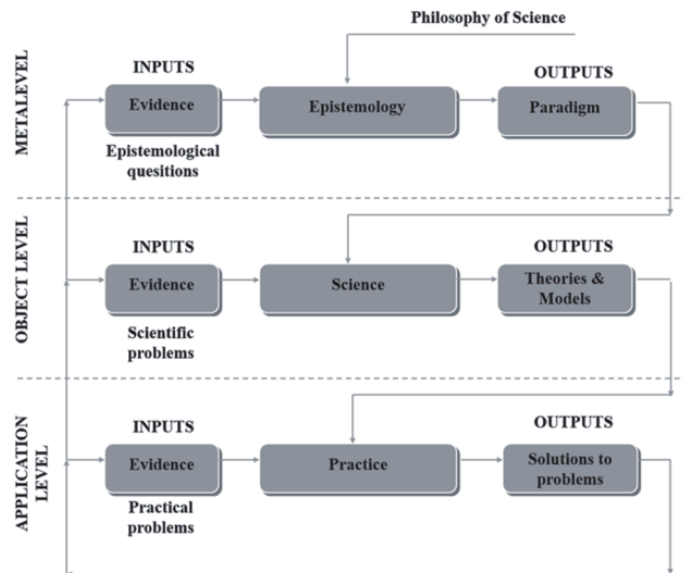 Philosophy of Science
METALEVEL
INPUTS
OUTPUTS
Evidence
Epistemology
Paradigm
Epistemological
quesitions
OBJECT LEVEL
INPUTS
OUTPUTS
Evidence
Science
Theories &
Models
Scientific
problems
APPLICATION
LEVEL
INPUTS
OUTPUTS
Evidence
Practice
Solutions to
problems
Practical
problems